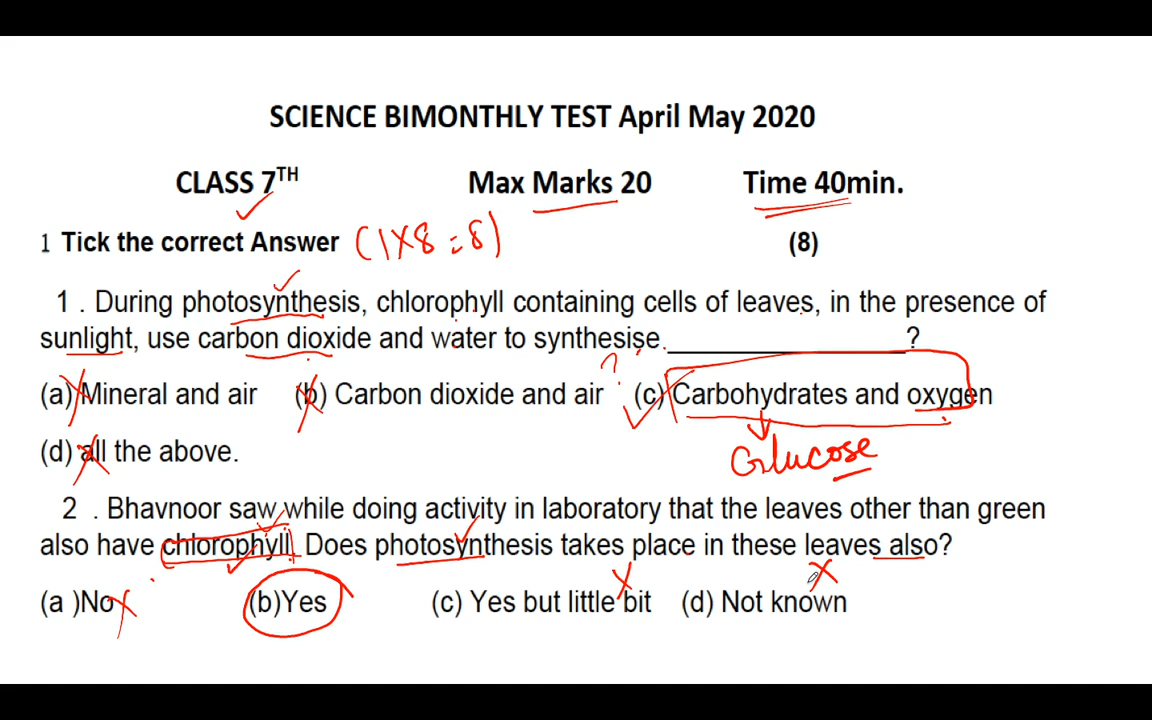 SCIENCE BIMONTHLY TEST April May 2020
CLASS 7TH Max Marks 20 Time 40min.
1 Tick the correct Answer (1X8=8) (8)
1 . During photosynthesis, chlorophyll containing cells of leaves, in the presence of
sunlight, use carbon dioxide and water to synthesise.________________?
?
(a) Mineral and air (b) Carbon dioxide and air (c) Carbohydrates and oxygen
(d) all the above. Glucose
2 . Bhavnoor saw while doing activity in laboratory that the leaves other than green
also have chlorophyll. Does photosynthesis takes place in these leaves also?
(a )No (b)Yes (c) Yes but little bit (d) Not known